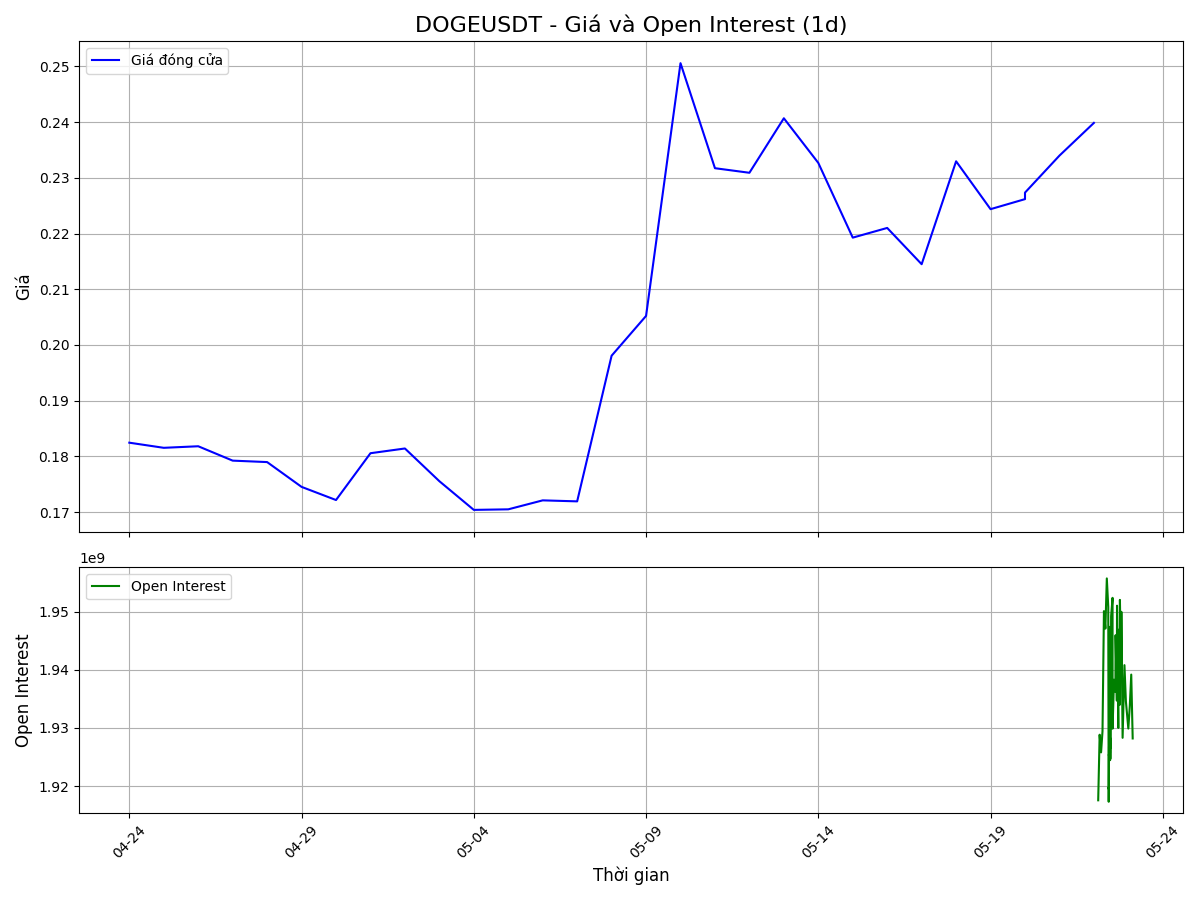 DOGEUSDT - Giá và Open Interest (1d)
Giá đóng cửa
0.25
0.24
0.23
0.22
0.21
0.20
0.19
0.18
0.17
Giá
1e9
Open Interest
1.95
1.94
1.93
1.92
Open Interest
04-24
04-29
05-04
05-09
05-14
05-19
05-24
Thời gian